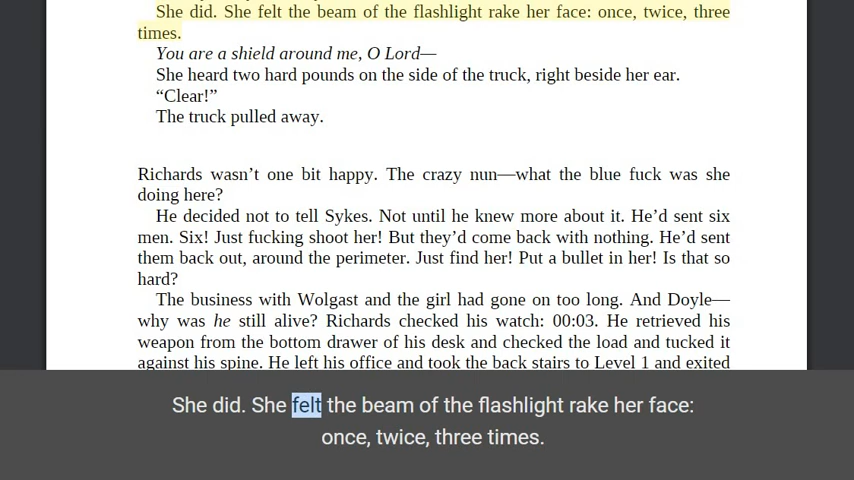 She did. She felt the beam of the flashlight rake her face: once, twice, three
times.
You are a shield around me, O Lord—
She heard two hard pounds on the side of the truck, right beside her ear.
“Clear!”
The truck pulled away.
Richards wasn’t one bit happy. The crazy nun—what the blue fuck was she
doing here?
He decided not to tell Sykes. Not until he knew more about it. He’d sent six
men. Six! Just fucking shoot her! But they’d come back with nothing. He’d sent
them back out, around the perimeter. Just find her! Put a bullet in her! Is that so
hard?
The business with Wolgast and the girl had gone on too long. And Doyle—
why was he still alive? Richards checked his watch: 00:03. He retrieved his
weapon from the bottom drawer of his desk and checked the load and tucked it
against his spine. He left his office and took the back stairs to Level 1 and exited
She did. She felt the beam of the flashlight rake her face:
once, twice, three times.